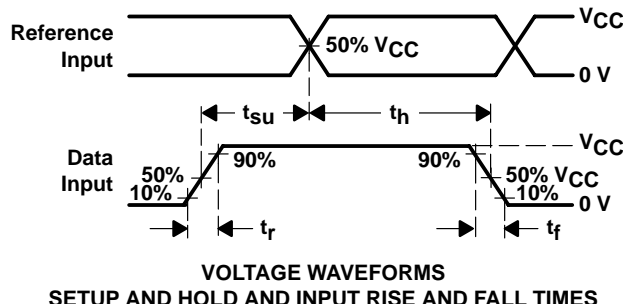 Reference
Input
VCC
50% VCC
0 V
tsu
th
Data
Input
VCC
50%
10%
90%
90%
50% VCC
10%
0 V
tr
tf
VOLTAGE WAVEFORMS
SETUP AND HOLD AND INPUT RISE AND FALL TIMES